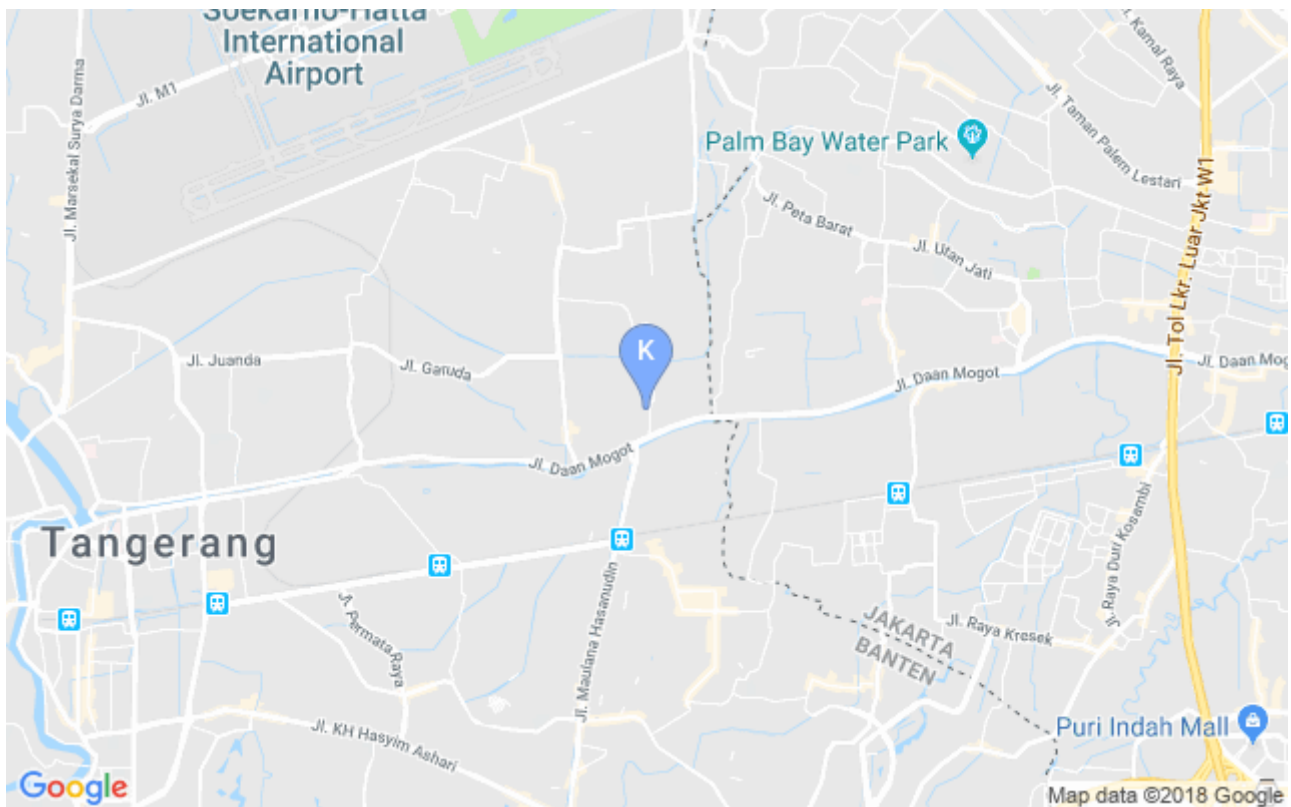 Soekarno-Hatta
International
Airport
Jl. M1
Jl. Marsekal Surya Darma
Jl. Kamal Raya
Jl. Taman Palem Lestari
Palm Bay Water Park
Jl. Tol Lkr. Luar Jkt W1
Jl. Peta Barat
Jl. Utan Jati
K
Jl. Juanda
Jl. Garuda
Jl. Daan Mogot
Jl. Daan Mog
Jl. Daan Mogot
Tangerang
Jl. Raya Duri Kosambi
Jl. Permata Raya
Jl. Maulana Hasanudin
Jl. Raya Kresek
JAKARTA
BANTEN
Jl. KH Hasyim Ashari
Puri Indah Mall
Google
Map data ©2018 Google